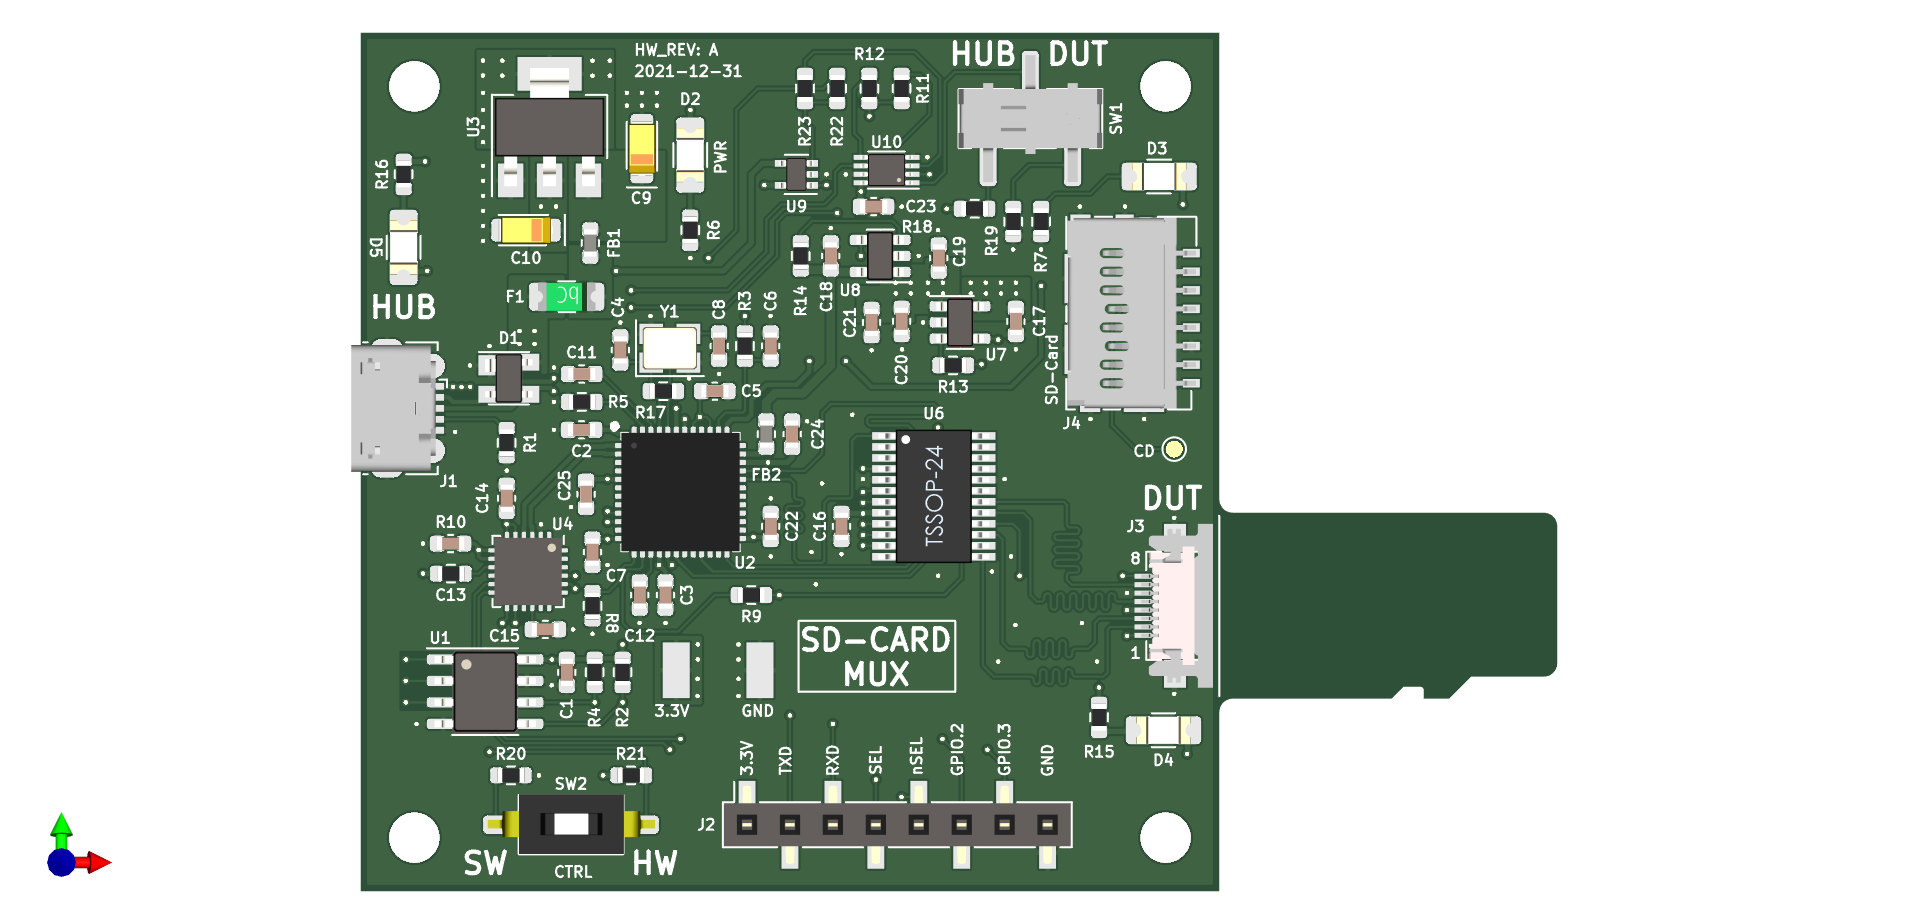 HW_REV: A
2021-12-31
HUB DUT
R12
R11
D2
U3
R23
R22
U10
SW1
D3
PWR
R16
C9
U9
C23
R18
R6
R19
R7
D5
C10
FB1
C19
U8
R14
C18
F1
bC
HUB
C4
Y1
C8
R3
C6
C21
C20
C17
U7
D1
C11
R13
SD-Card
J4
R5
R17
C5
U6
C2
R1
C24
FB2
CD
J1
TSSOP-24
C14
C25
C22
C16
DUT
J3
R10
U4
8
C7
U2
C13
R8
C12
C3
R9
C15
U1
SD-CARD
MUX
1
C1
R4
R2
3.3V
GND
R15
D4
R20
R21
3.3V
TXD
RXD
SEL
nSEL
GPIO.2
GPIO.3
GND
SW2
J2
SW
CTRL
HW